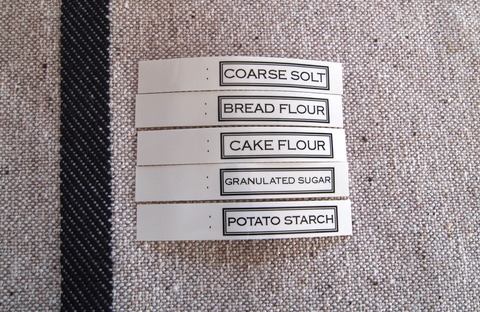 COARSE SOLT
BREAD FLOUR
CAKE FLOUR
GRANULATED SUGAR
POTATO STARCH